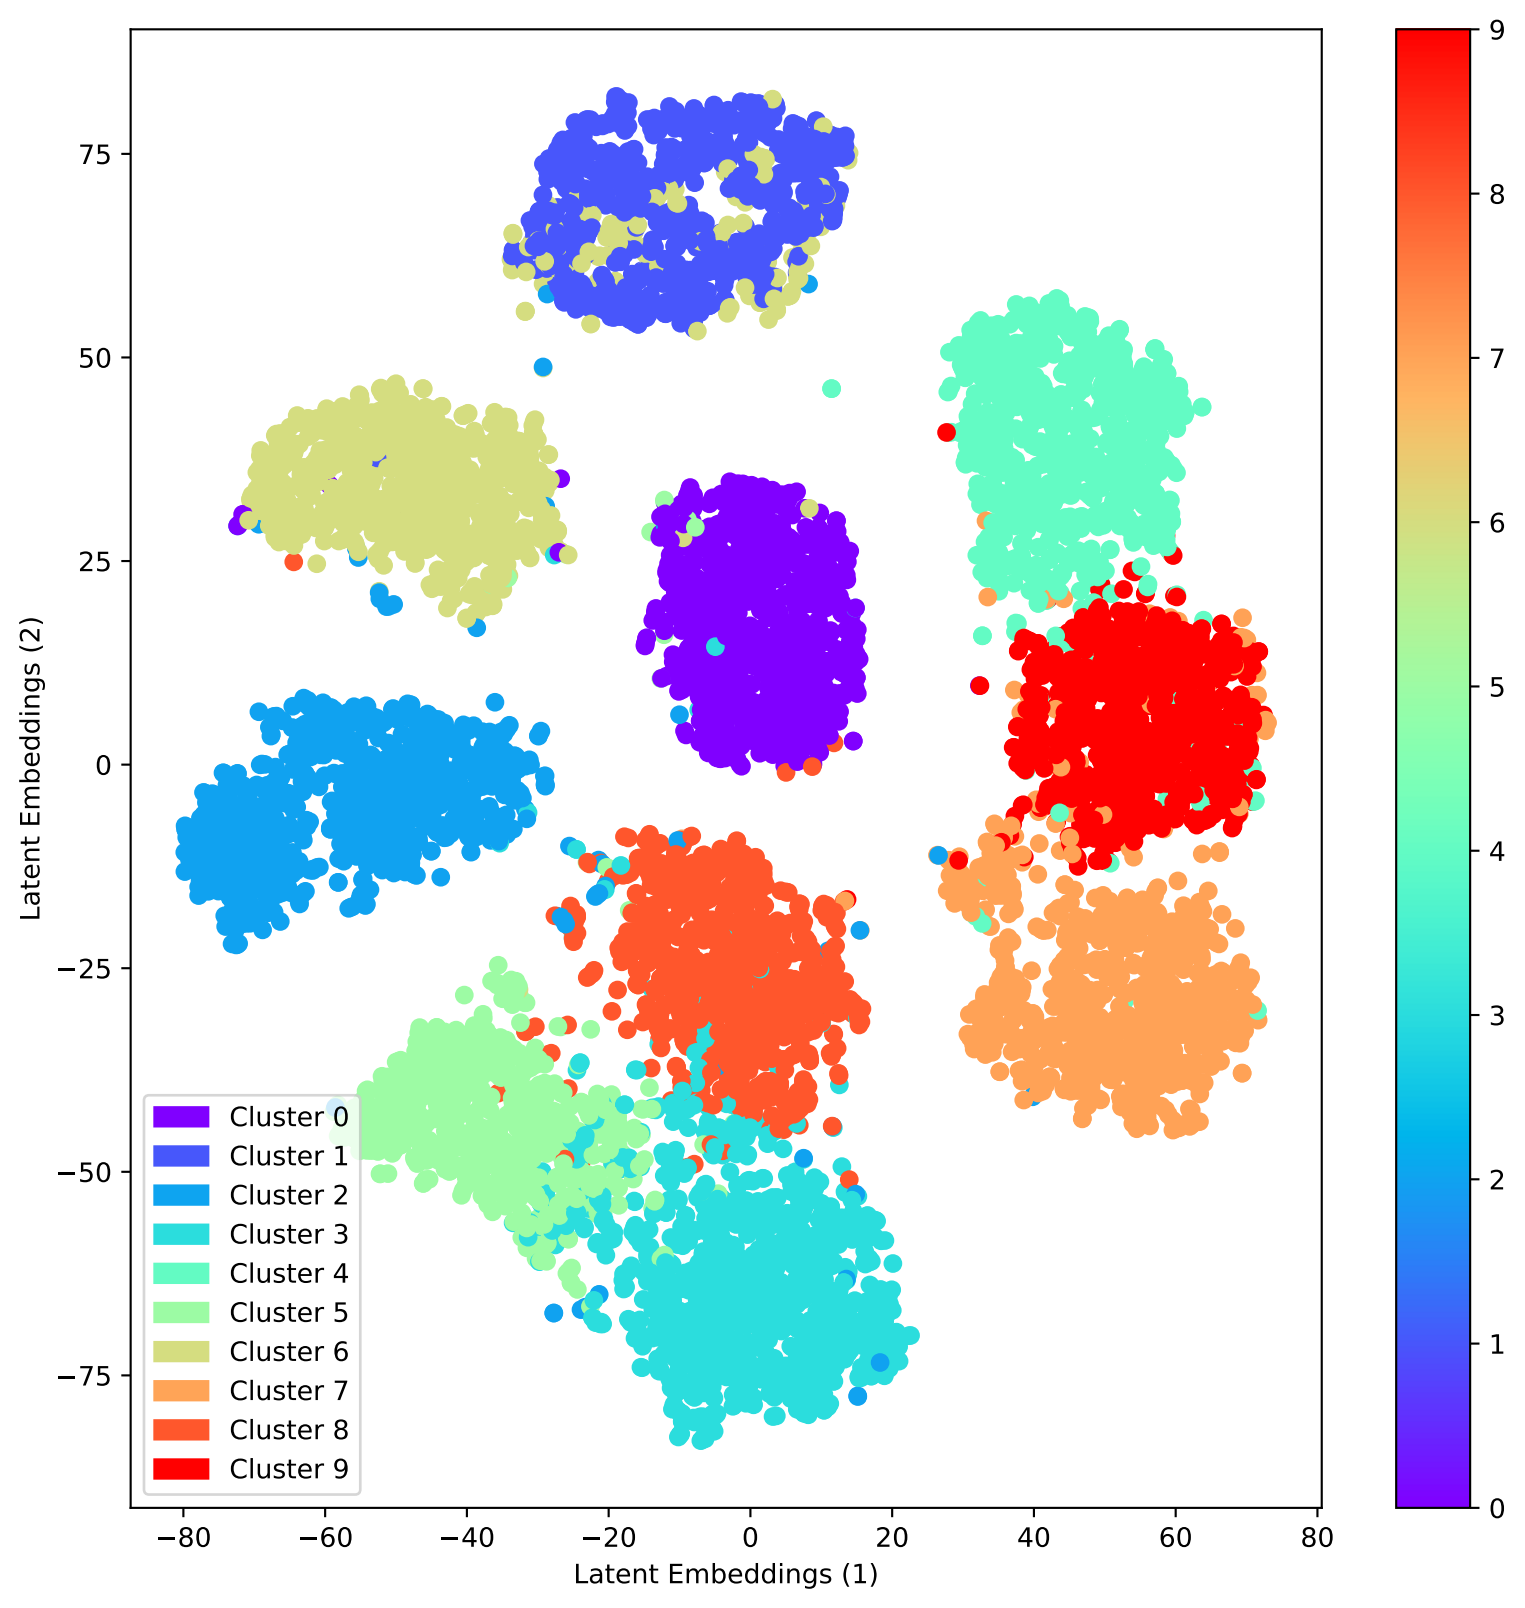 75
50
25
0
−25
−50
−75
Latent Embeddings (2)
Cluster 0
Cluster 1
Cluster 2
Cluster 3
Cluster 4
Cluster 5
Cluster 6
Cluster 7
Cluster 8
Cluster 9
−80 −60 −40 −20 0 20 40 60 80
Latent Embeddings (1)
9
8
7
6
5
4
3
2
1
0